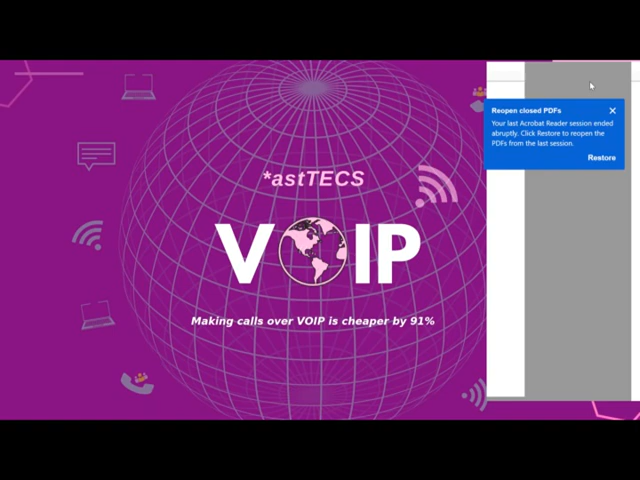 *astTECS
VOIP
Making calls over VOIP is cheaper by 91%
Reopen closed PDFs
Your last Acrobat Reader session ended
abruptly. Click Restore to reopen the
PDFs from the last session.
Restore